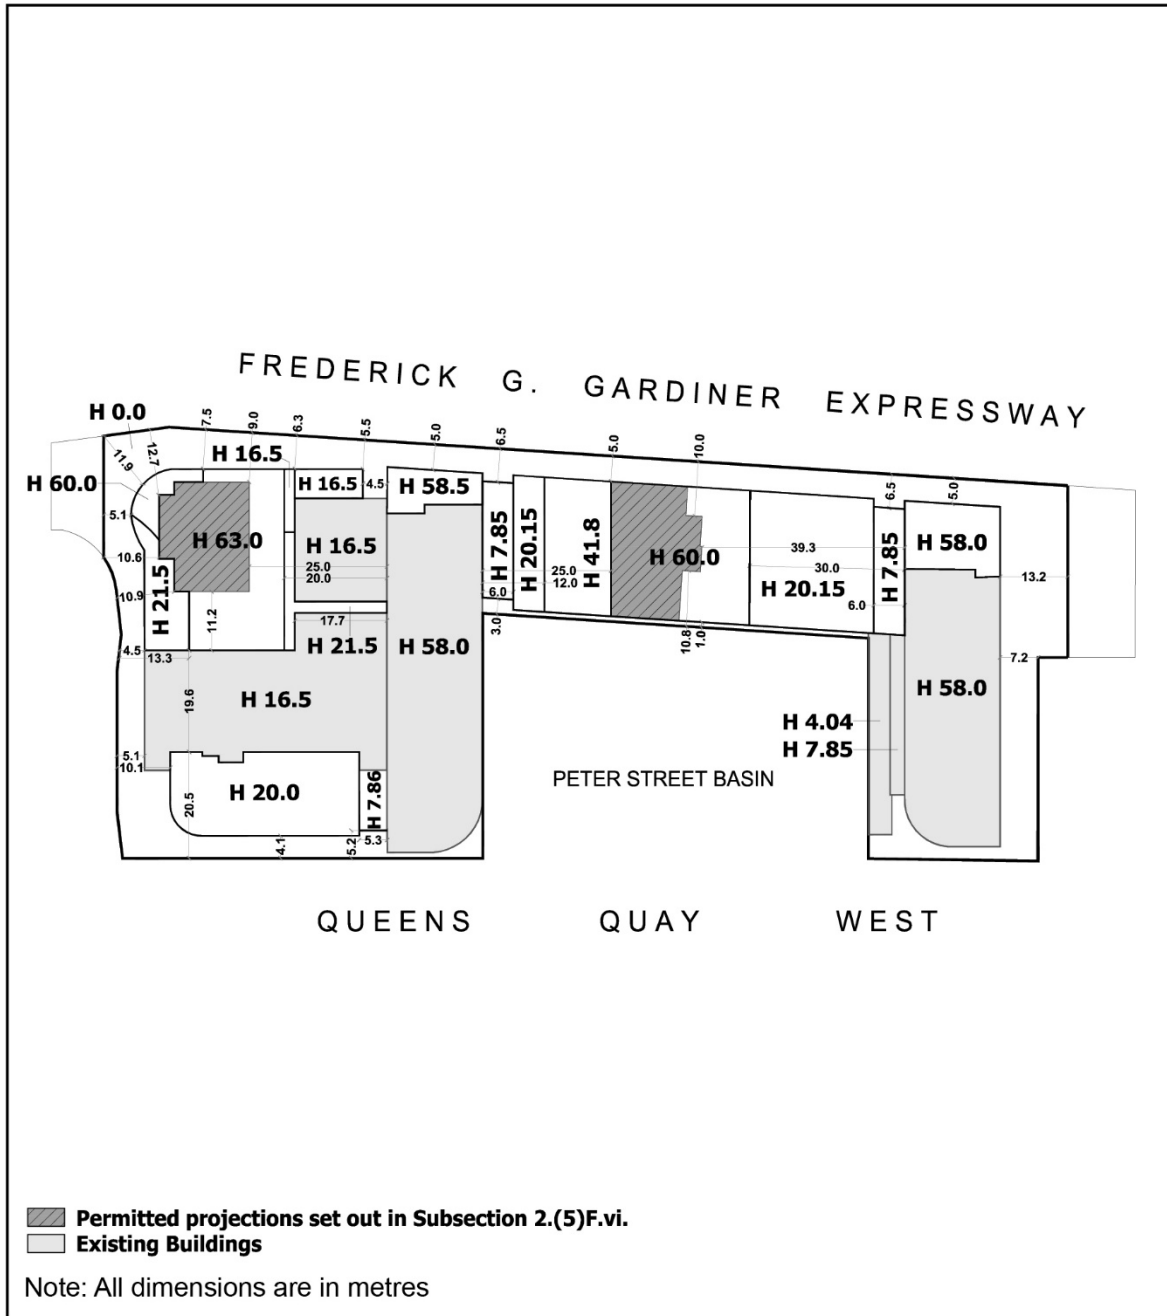 FREDERICK G. GARDINER EXPRESSWAY
H 0.0
7.5
9.0
6.3
5.5
5.0
6.5
5.0
10.0
6.5
5.0
12.7
11.9
H 16.5
H 60.0
H 16.5
4.5
H 58.5
5.1
H 63.0
H 16.5
H 7.85
H 20.15
H 41.8
H 60.0
39.3
H 7.85
H 58.0
10.6
25.0
20.0
25.0
12.0
30.0
13.2
10.9
H 21.5
11.2
6.0
H 20.15
6.0
17.7
3.0
10.8
1.0
4.5
13.3
H 21.5
H 58.0
7.2
19.6
H 16.5
H 58.0
H 4.04
H 7.85
5.1
10.1
PETER STREET BASIN
H 20.0
H 7.86
20.5
4.1
5.2
5.3
QUEENS QUAY WEST
Permitted projections set out in Subsection 2.(5)F.vi.
Existing Buildings
Note: All dimensions are in metres